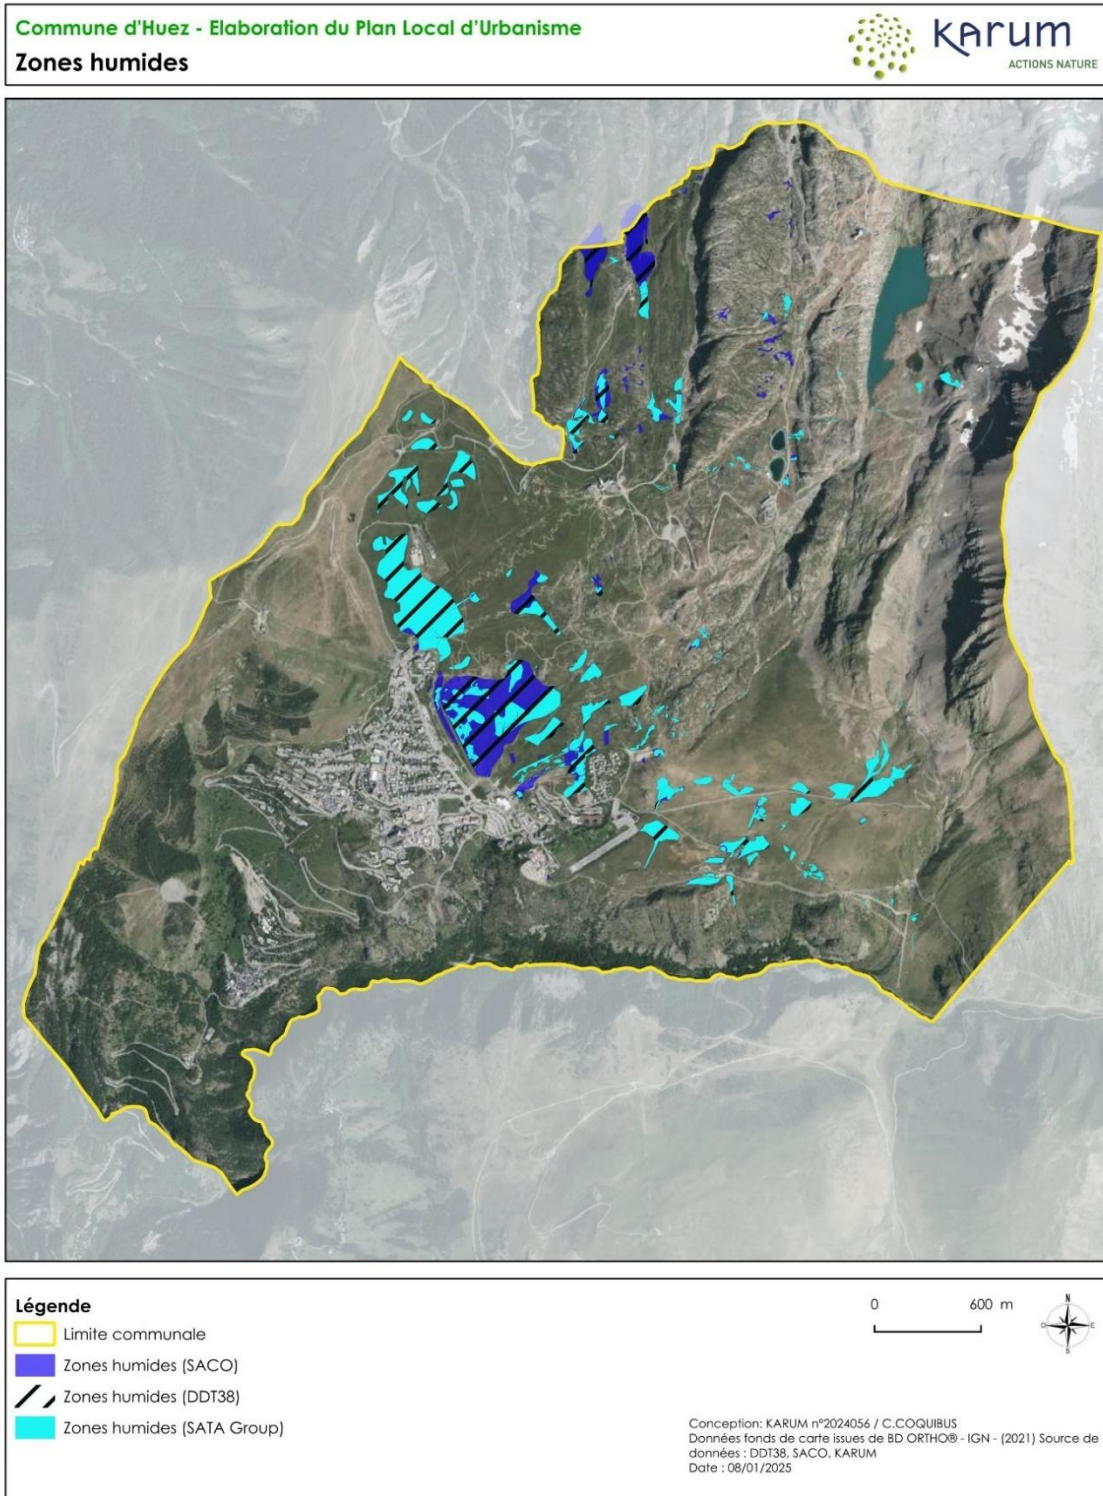 Commune d'Huez - Elaboration du Plan Local d'Urbanisme
Zones humides
Karum
ACTIONS NATURE
Légende
Limite communale
Zones humides (SACO)
Zones humides (DDT38)
Zones humides (SATA Group)
0 600 m
N
O E
S
Conception: KARUM n°2024056 / C.COQUIBUS
Données fonds de carte issues de BD ORTHO® - IGN - (2021) Source de
données : DDT38, SACO, KARUM
Date : 08/01/2025